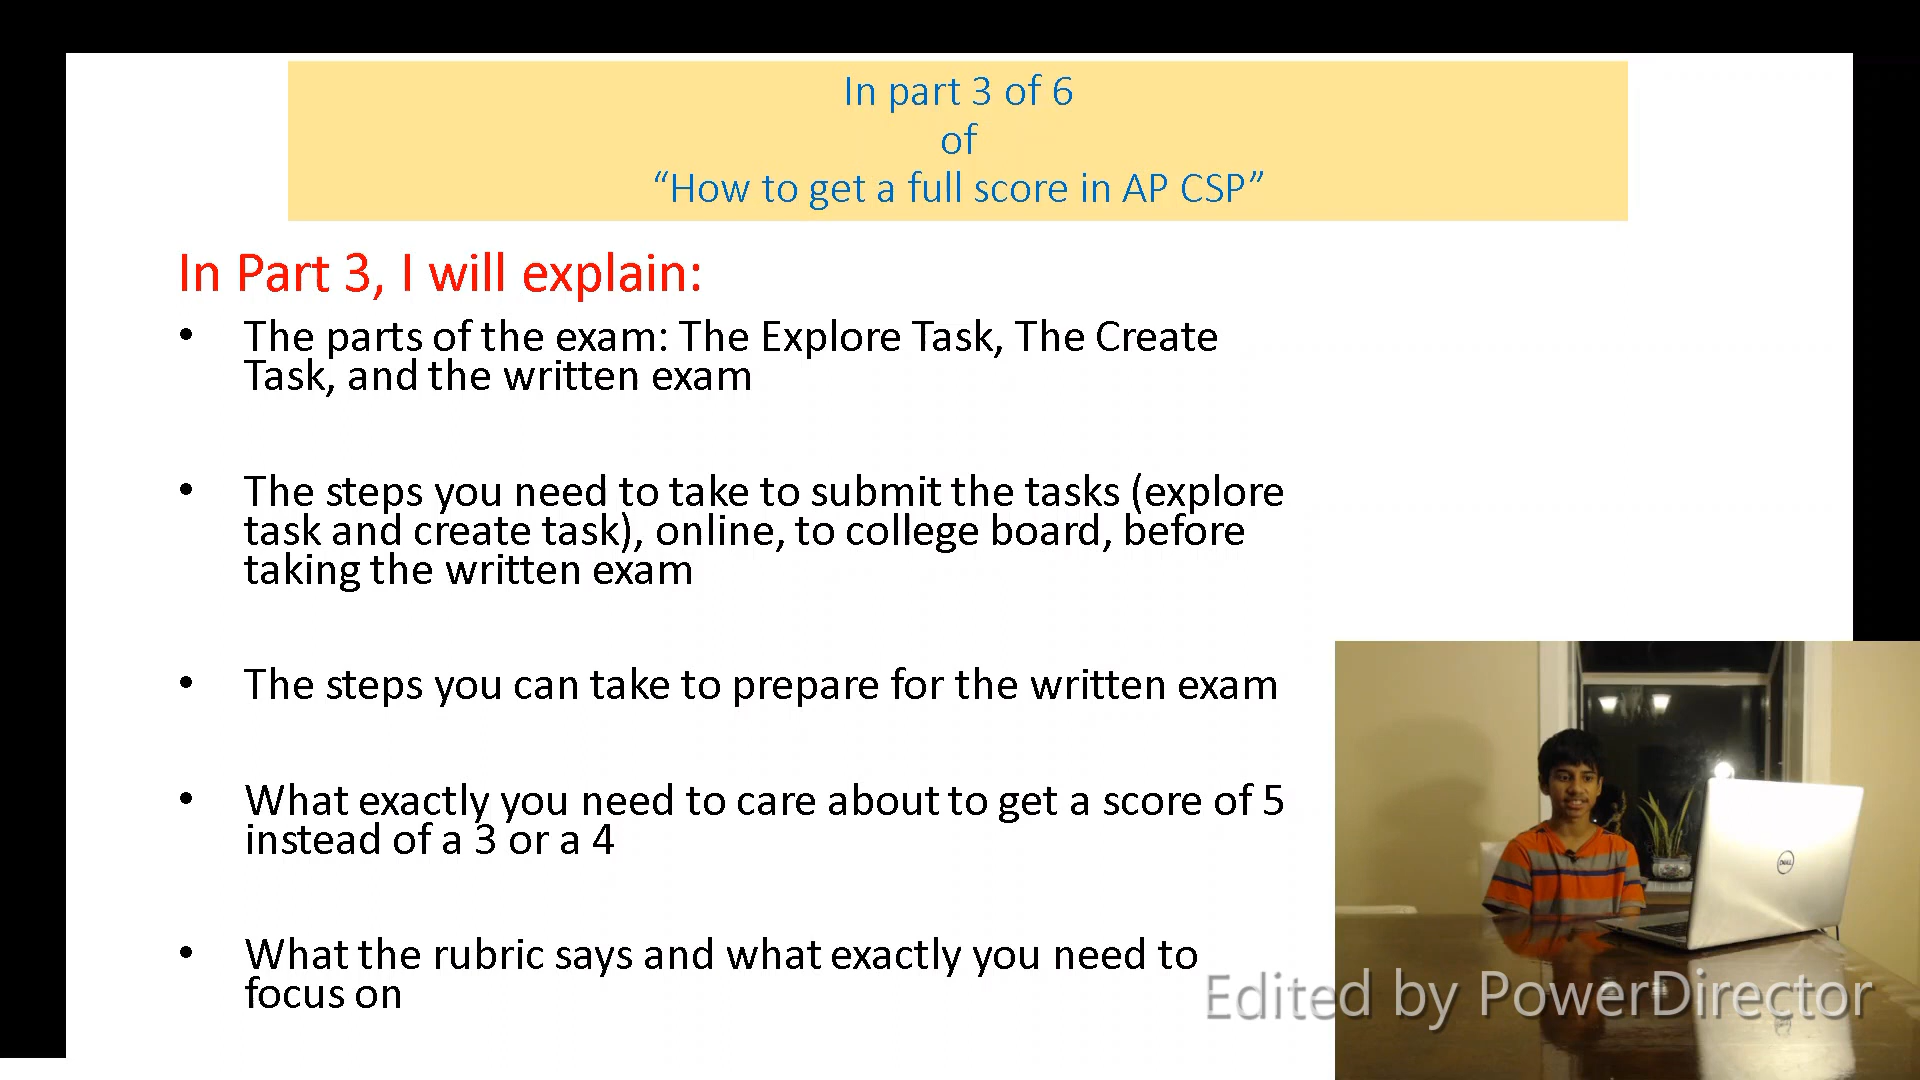 In part 3 of 6
of
“How to get a full score in AP CSP”
In Part 3, I will explain:
• The parts of the exam: The Explore Task, The Create
Task, and the written exam
• The steps you need to take to submit the tasks (explore
task and create task), online, to college board, before
taking the written exam
• The steps you can take to prepare for the written exam
• What exactly you need to care about to get a score of 5
instead of a 3 or a 4
• What the rubric says and what exactly you need to
focus on
DELL
Edited by PowerDirector